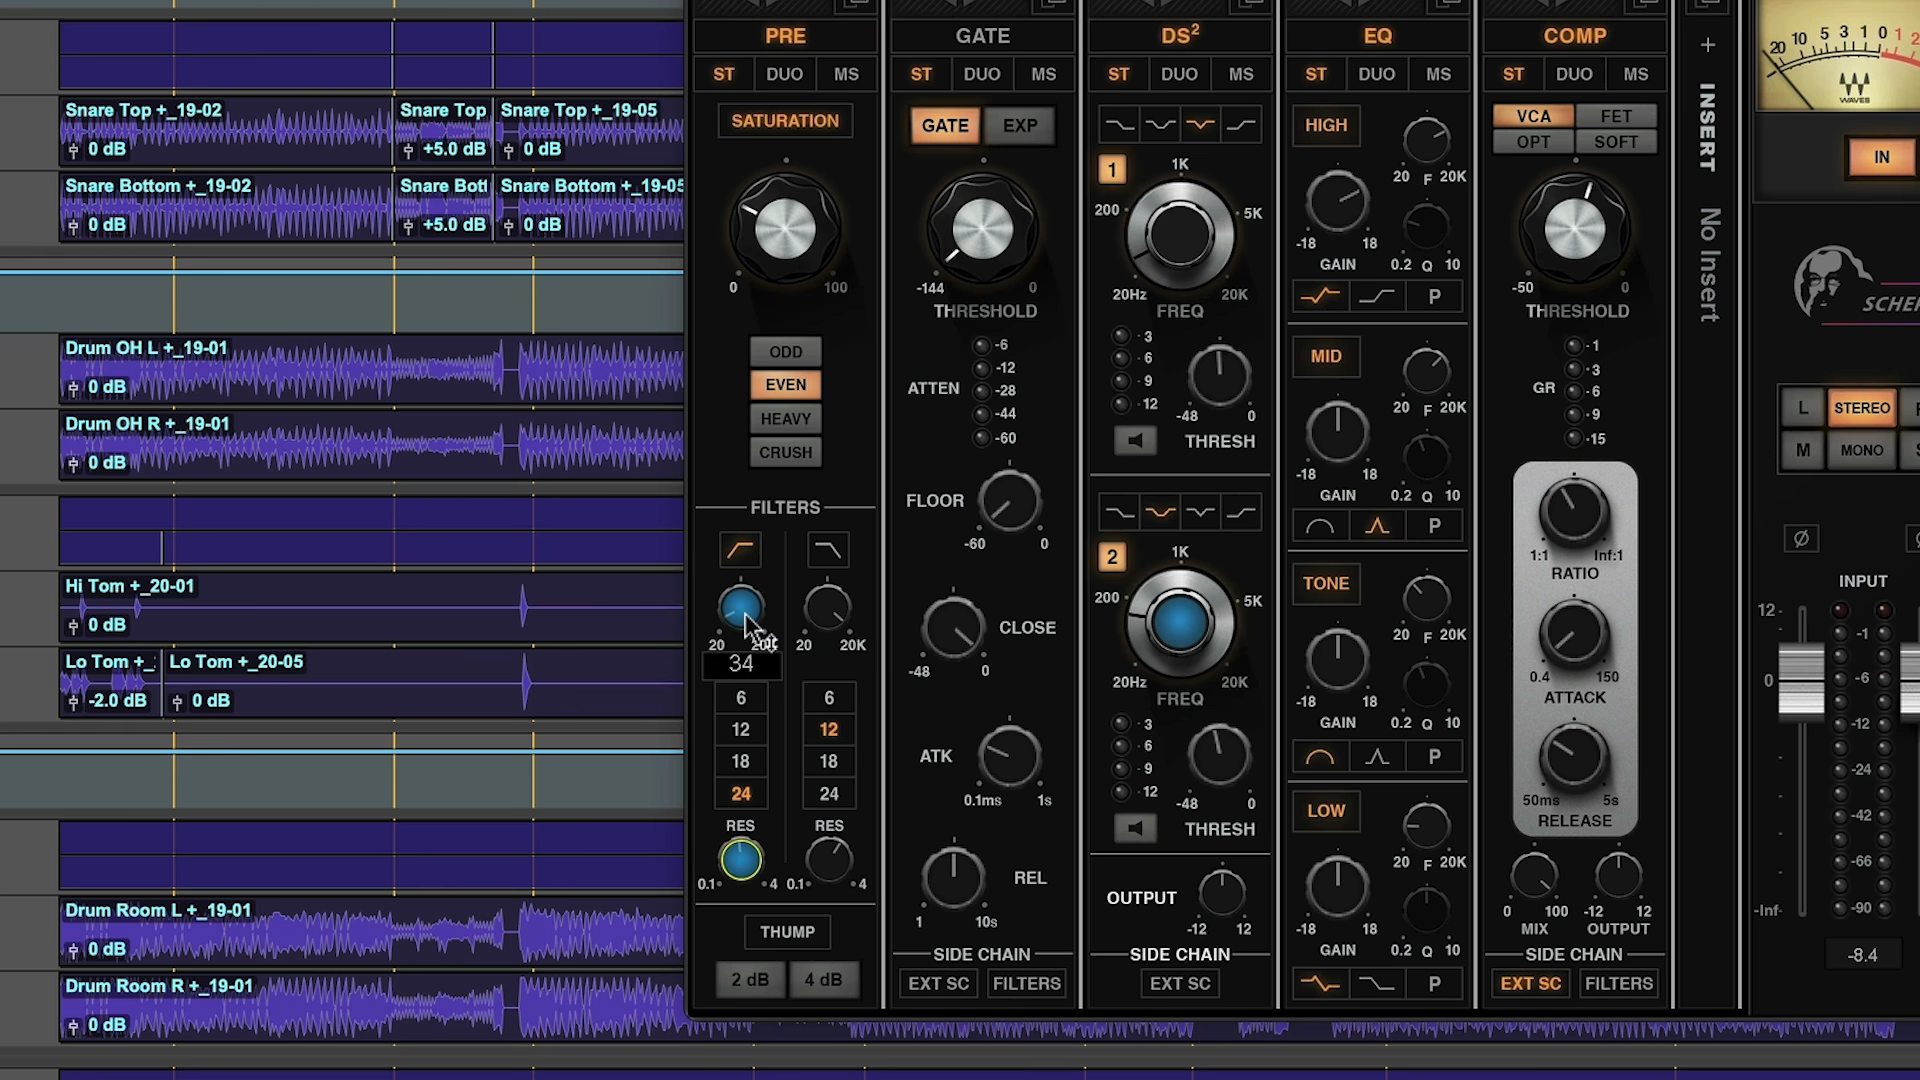 Snare Top +_19-02
0 dB
Snare Top
+5.0 dB
Snare Top +_19-05
0 dB
Snare Bottom +_19-02
0 dB
Snare Bott
+5.0 dB
Snare Bottom +_19-05
0 dB
Drum OH L +_19-01
0 dB
Drum OH R +_19-01
0 dB
Hi Tom +_20-01
0 dB
Lo Tom +_
-2.0 dB
Lo Tom +_20-05
0 dB
Drum Room L +_19-01
0 dB
Drum Room R +_19-01
0 dB
PRE
ST DUO MS
SATURATION
0 100
ODD
EVEN
HEAVY
CRUSH
FILTERS
20
20 20K
34
6 6
12 12
18 18
24 24
RES RES
0.1 4 0.1 4
THUMP
2 dB 4 dB
GATE
ST DUO MS
GATE EXP
-144 0
THRESHOLD
ATTEN
-6
-12
-28
-44
-60
FLOOR
-60 0
CLOSE
-48 0
ATK
0.1ms 1s
REL
1 10s
SIDE CHAIN
EXT SC FILTERS
DS2
ST DUO MS
1
1K
200 5K
20Hz 20K
FREQ
3
6
9
12
-48 0
THRESH
2
1K
200 5K
20Hz 20K
FREQ
3
6
9
12
-48 0
THRESH
OUTPUT
-12 12
SIDE CHAIN
EXT SC
EQ
ST DUO MS
HIGH
20 F 20K
-18 18
GAIN 0.2 Q 10
P
MID
20 F 20K
-18 18
GAIN 0.2 Q 10
P
TONE
20 F 20K
-18 18
GAIN 0.2 Q 10
P
LOW
20 F 20K
-18 18
GAIN 0.2 Q 10
P
COMP
ST DUO MS
VCA FET
OPT SOFT
-50 0
THRESHOLD
GR
-1
-3
-6
-9
-15
1:1 Inf:1
RATIO
0.4 150
ATTACK
50ms 5s
RELEASE
0 100 -12 12
MIX OUTPUT
SIDE CHAIN
EXT SC FILTERS
+
INSERT
No Insert
20 10 5 3 1 0 1 2
WAVES
IN
SCHEP
L STEREO
M MONO S
Ø
INPUT
12
0
-Inf
-1
-6
-12
-24
-42
-66
-90
-8.4